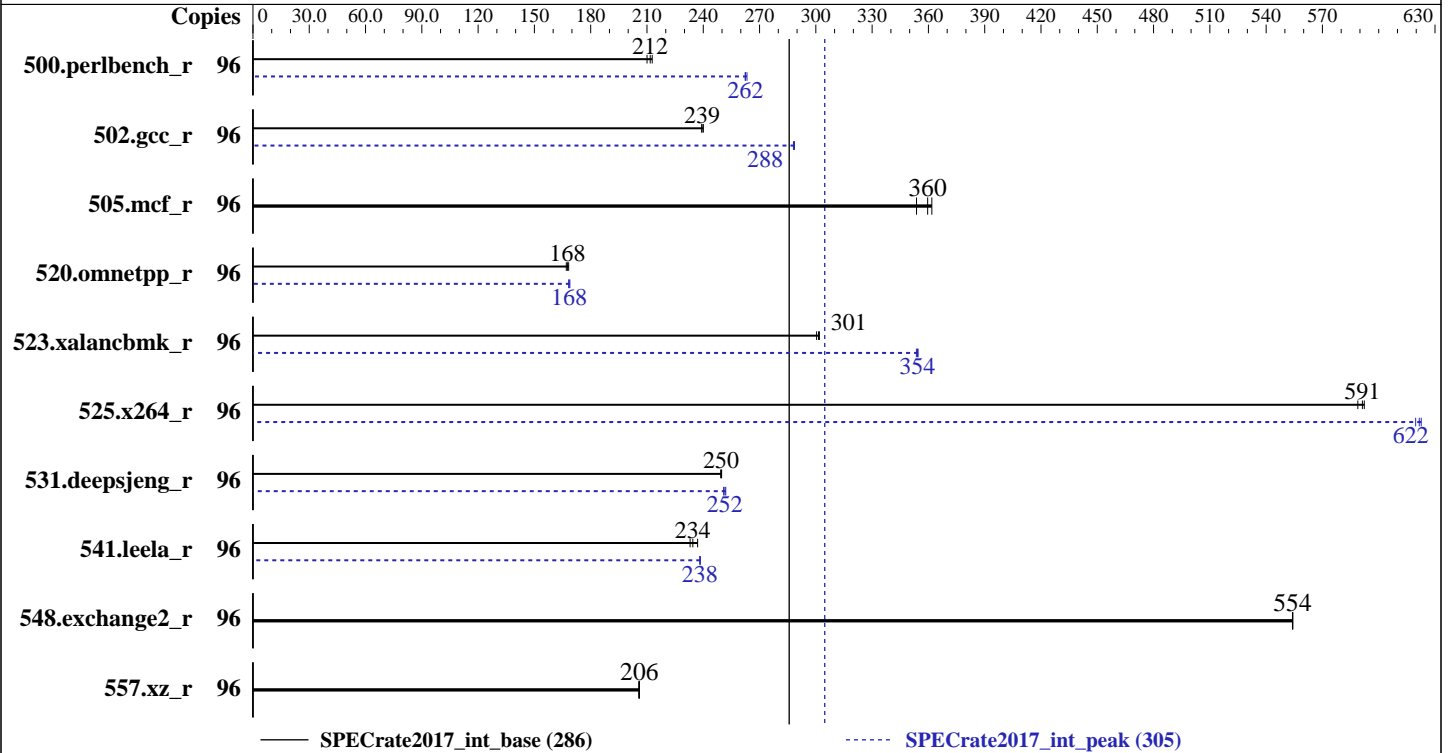 Copies 0 30.0 60.0 90.0 120 150 180 210 240 270 300 330 360 390 420 450 480 510 540 570 630
212
500.perlbench_r 96
262
239
502.gcc_r 96
288
360
505.mcf_r 96
168
520.omnetpp_r 96
168
301
523.xalancbmk_r 96
354
591
525.x264_r 96
622
250
531.deepsjeng_r 96
252
234
541.leela_r 96
238
554
548.exchange2_r 96
206
557.xz_r 96
SPECrate2017_int_base (286) SPECrate2017_int_peak (305)